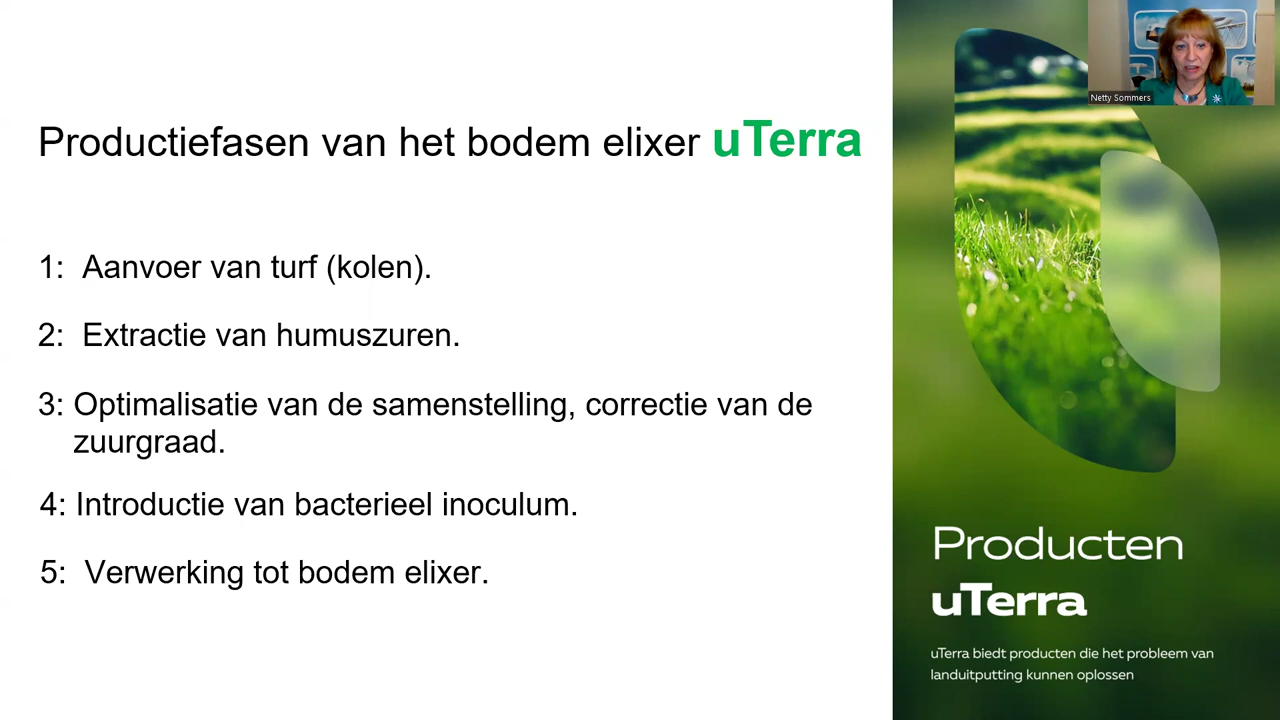 Productiefasen van het bodem elixer uTerra
1: Aanvoer van turf (kolen).
2: Extractie van humuszuren.
3: Optimalisatie van de samenstelling, correctie van de
zuurgraad.
4: Introductie van bacterieel inoculum.
5: Verwerking tot bodem elixer.
Netty Sommers
Producten
uTerra
uTerra biedt producten die het probleem van
landuitputting kunnen oplossen